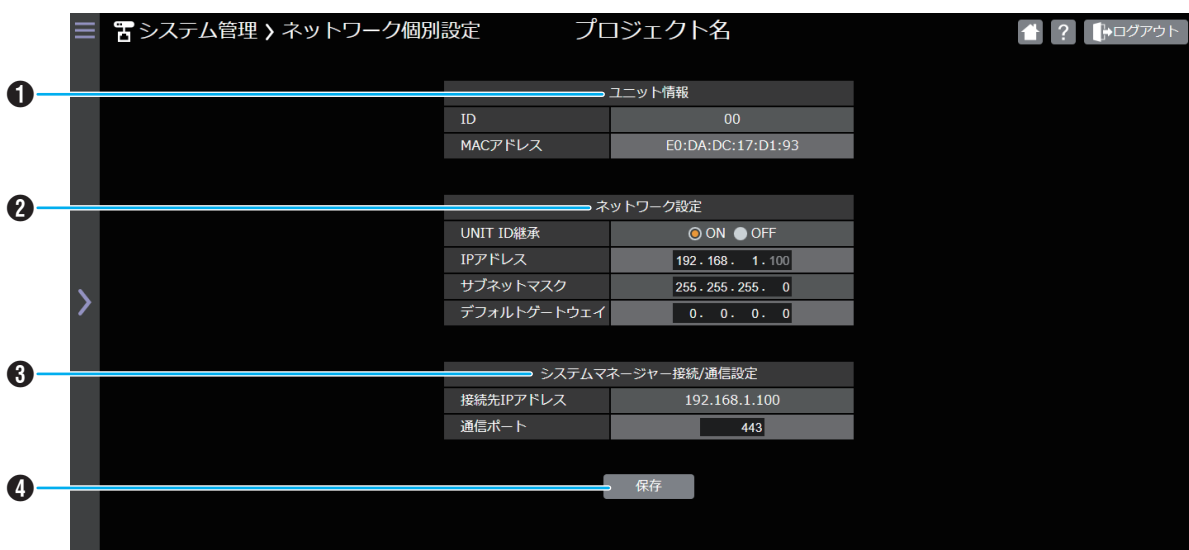 システム管理 ❯ ネットワーク個別設定 プロジェクト名 ? ログアウト
❶ ユニット情報
ID 00
MACアドレス E0:DA:DC:17:D1:93
❷ ネットワーク設定
UNIT ID継承 ON OFF
IPアドレス 192.168. 1.100
サブネットマスク 255.255.255. 0
デフォルトゲートウェイ 0. 0. 0. 0
❸ システムマネージャー接続/通信設定
接続先IPアドレス 192.168.1.100
通信ポート 443
❹ 保存